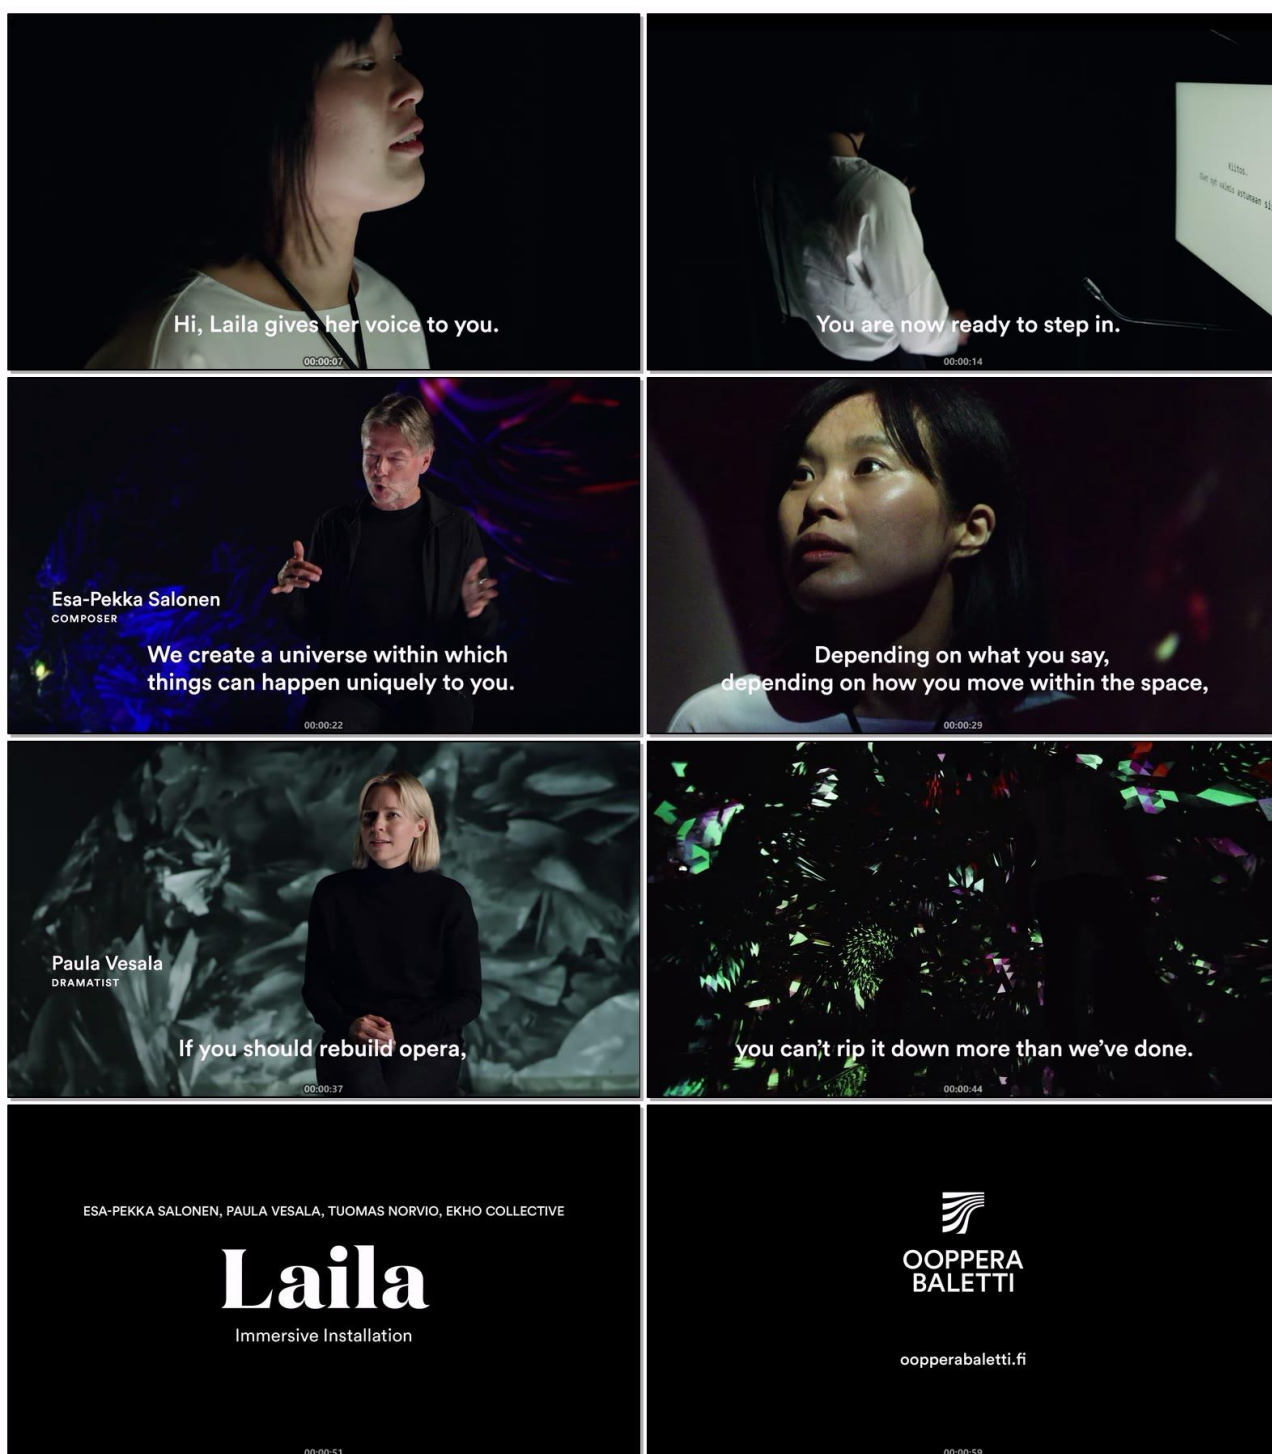 Hi, Laila gives her voice to you.
00:00:07
Kiitos.
Olet nyt valmis astumaan
You are now ready to step in.
00:00:14
Esa-Pekka Salonen
COMPOSER
We create a universe within which
things can happen uniquely to you.
00:00:22
Depending on what you say,
depending on how you move within the space,
00:00:29
Paula Vesala
DRAMATIST
If you should rebuild opera,
00:00:37
you can't rip it down more than we've done.
00:00:44
ESA-PEKKA SALONEN, PAULA VESALA, TUOMAS NORVIO, EKHO COLLECTIVE
Laila
Immersive Installation
00:00:51
OOPPERA
BALETTI
oopperabaletti.fi
00:00:59